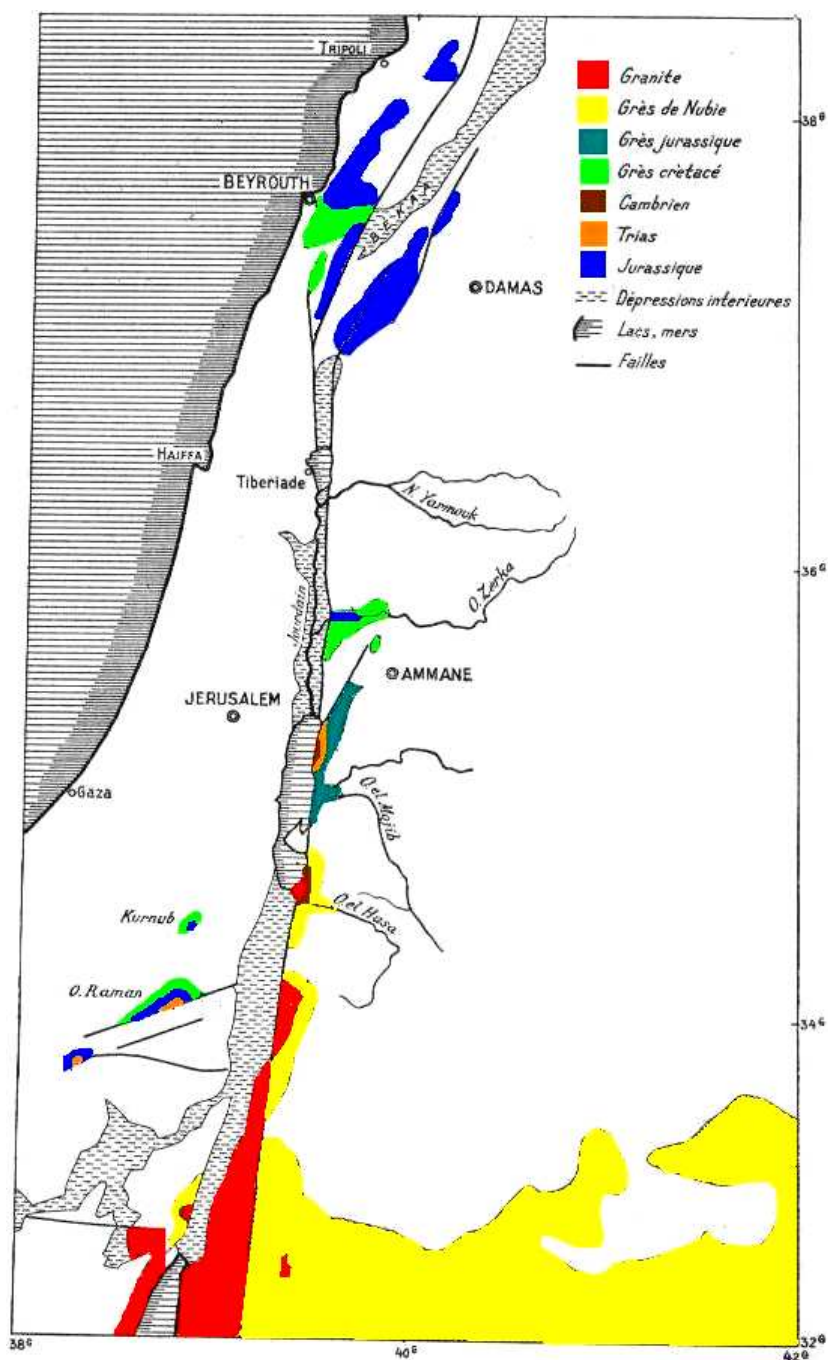 TRIPOLI
Granite
Grès de Nubie
38G
Grès jurassique
Grès crètacé
BEYROUTH
Cambrien
BEKAA
Trias
Jurassique
DAMAS
Dépressions interieures
Lacs, mers
Failles
HAIFFA
Tiberiade
N. Yarmouk
O. Zerka
36G
Jourdain
AMMANE
JERUSALEM
Gaza
O. el Mojib
Kurnub
O. el Hasa
O. Raman
34G
38G
40G
32G
42G